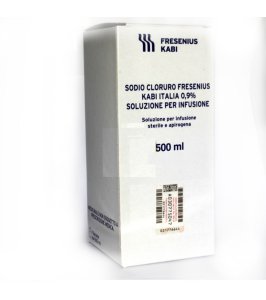 FRESENIUS
KABI
SODIO CLORURO FRESENIUS
KABI ITALIA 0,9%
SOLUZIONE PER INFUSIONE
Soluzione per infusione
sterile e apirogena
500 ml